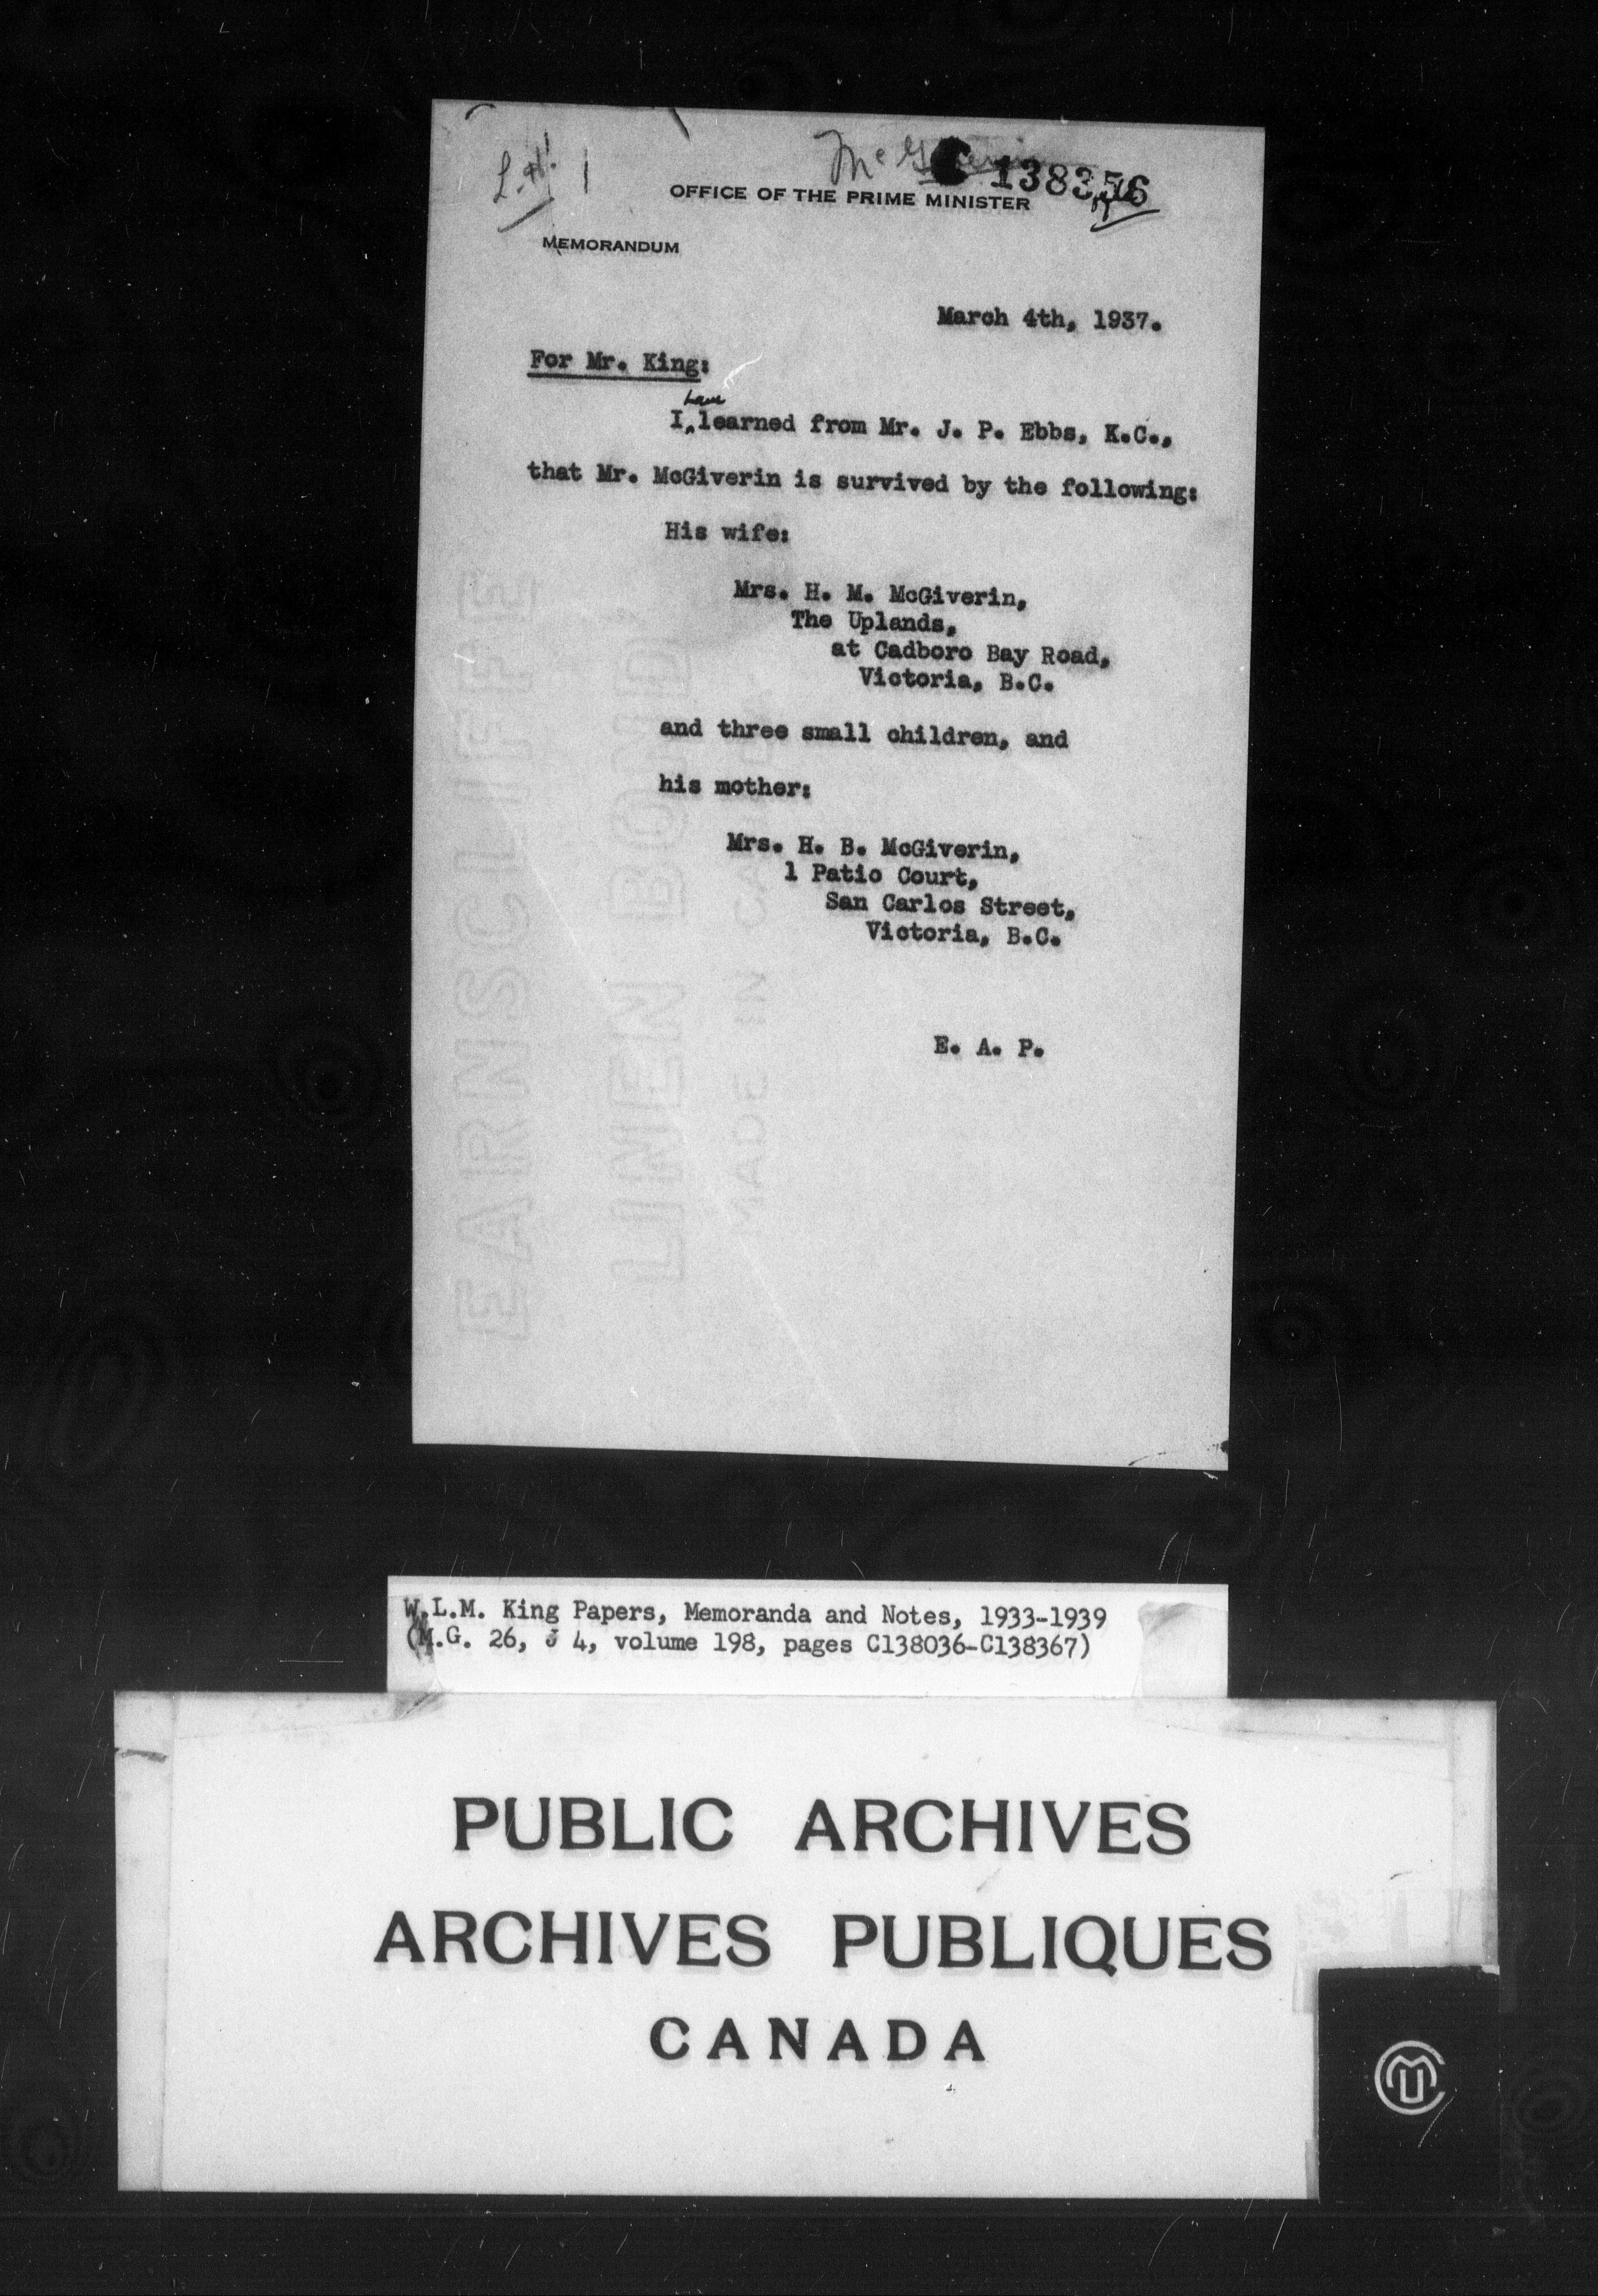 McGiverin
C 138356
OFFICE OF THE PRIME MINISTER
MEMORANDUM
March 4th, 1937.
For Mr. King:
have
I learned from Mr. J. P. Ebbs, K.C.,
that Mr. McGiverin is survived by the following:
His wife:
Mrs. H. M. McGiverin,
The Uplands,
at Cadboro Bay Road,
Victoria, B.C.
and three small children, and
his mother:
Mrs. H. B. McGiverin,
1 Patio Court,
San Carlos Street,
Victoria, B.C.
E. A. P.
EARNSCLIFFE
LINEN BOND
MADE IN CANADA
W.L.M. King Papers, Memoranda and Notes, 1933-1939
(M.G. 26, J 4, volume 198, pages C138036-C138367)
PUBLIC ARCHIVES
ARCHIVES PUBLIQUES
CANADA